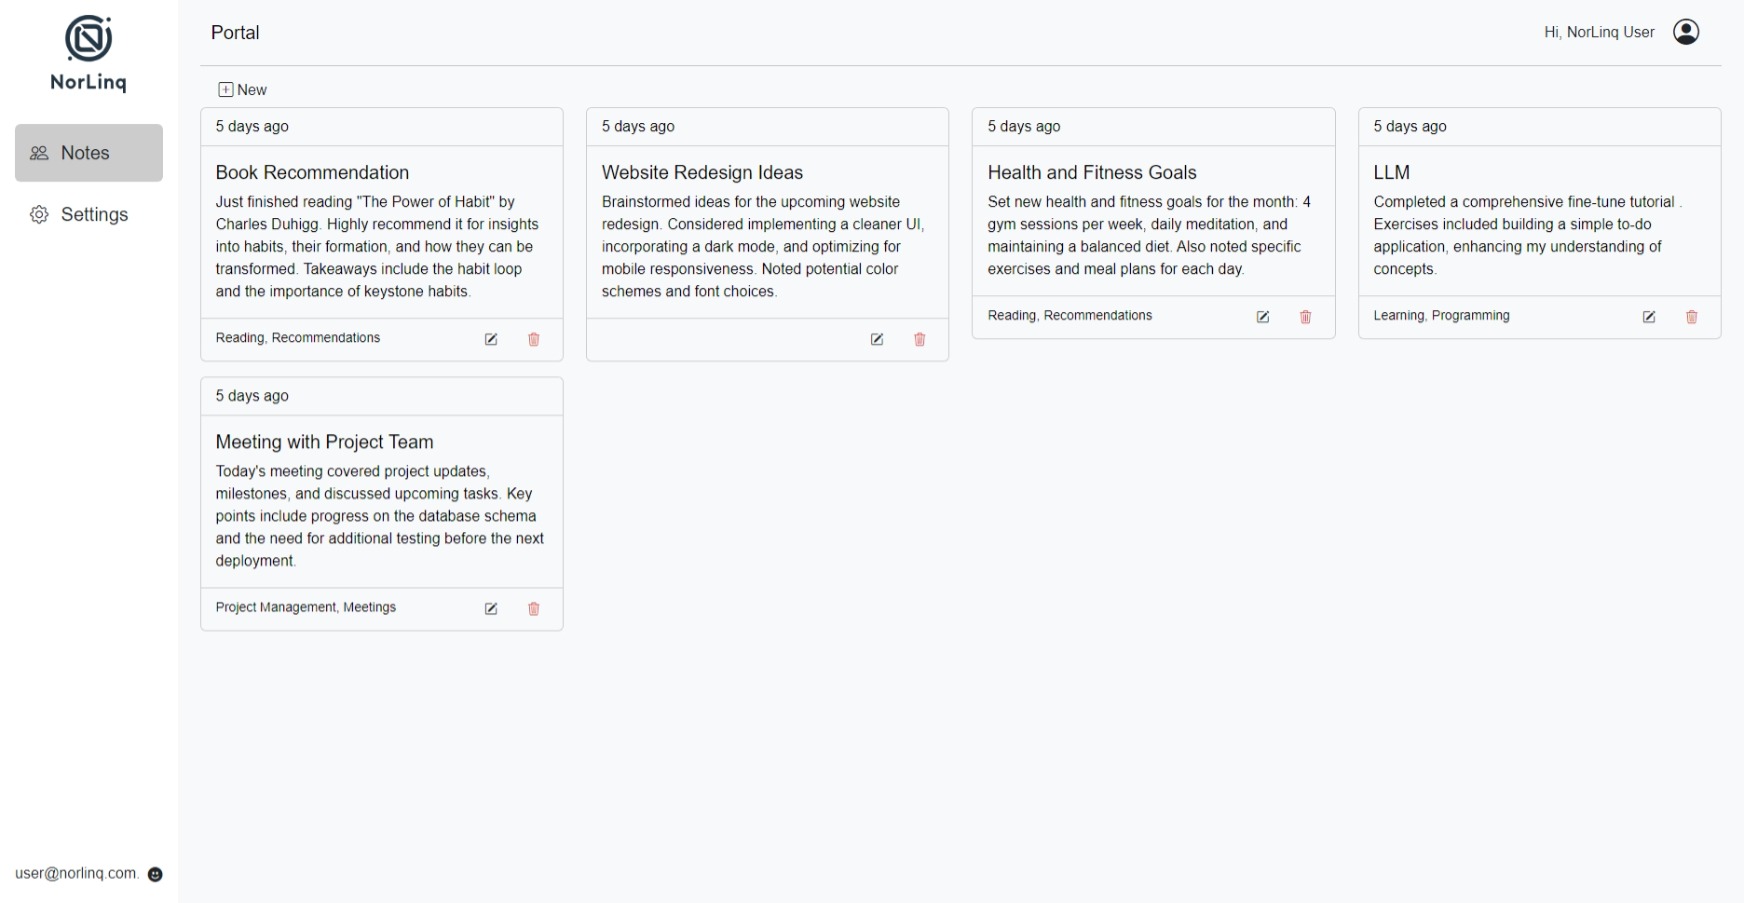 NorLinq
Notes
Settings
user@norlinq.com.
Portal
Hi, NorLinq User
New
5 days ago
Book Recommendation
Just finished reading "The Power of Habit" by
Charles Duhigg. Highly recommend it for insights
into habits, their formation, and how they can be
transformed. Takeaways include the habit loop
and the importance of keystone habits.
Reading, Recommendations
5 days ago
Website Redesign Ideas
Brainstormed ideas for the upcoming website
redesign. Considered implementing a cleaner UI,
incorporating a dark mode, and optimizing for
mobile responsiveness. Noted potential color
schemes and font choices.
5 days ago
Health and Fitness Goals
Set new health and fitness goals for the month: 4
gym sessions per week, daily meditation, and
maintaining a balanced diet. Also noted specific
exercises and meal plans for each day.
Reading, Recommendations
5 days ago
LLM
Completed a comprehensive fine-tune tutorial .
Exercises included building a simple to-do
application, enhancing my understanding of
concepts.
Learning, Programming
5 days ago
Meeting with Project Team
Today's meeting covered project updates,
milestones, and discussed upcoming tasks. Key
points include progress on the database schema
and the need for additional testing before the next
deployment.
Project Management, Meetings